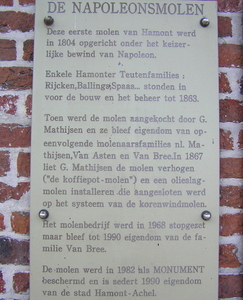 DE NAPOLEONSMOLEN
Deze eerste molen van Hamont werd
in 1804 opgericht onder het keizer-
lijke bewind van Napoleon.
Enkele Hamonter Teutenfamilies :
Rijcken,Ballings,Spaas... stonden in
voor de bouw en het beheer tot 1863.
Toen werd de molen aangekocht door G.
Mathijsen en ze bleef eigendom van op-
eenvolgende molenaarsfamilies nl. Ma-
thijsen,Van Asten en Van Bree.In 1867
liet G. Mathijsen de molen verhogen
("de koffiepot-molen") en een olieslag-
molen installeren die aangesloten werd
op het systeem van de korenwindmolen.
Het molenbedrijf werd in 1968 stopgezet
maar bleef tot 1990 eigendom van de fa-
milie Van Bree.
De molen werd in 1982 als MONUMENT
beschermd en is sedert 1990 eigendom
van de stad Hamont-Achel.